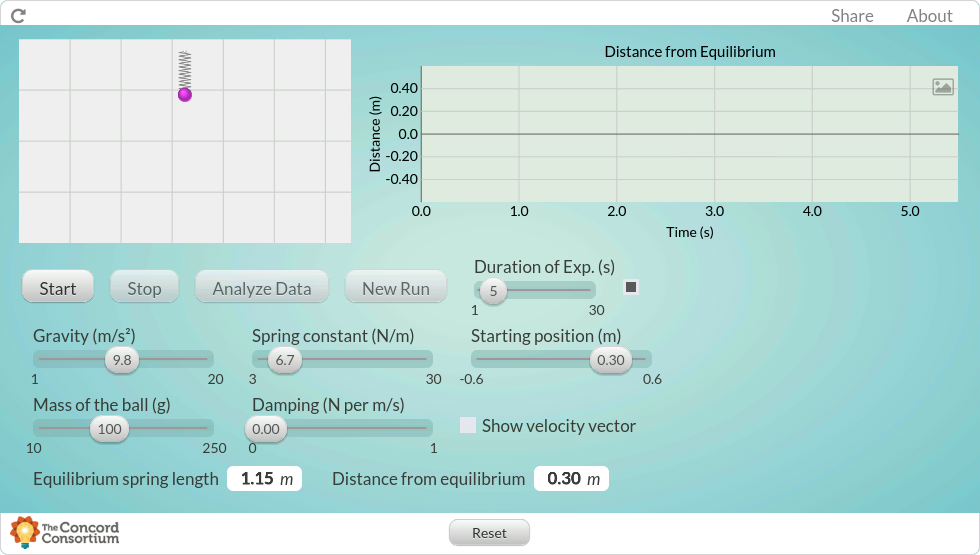 Share About
Distance from Equilibrium
0.40
0.20
0.0
-0.20
-0.40
Distance (m)
0.0 1.0 2.0 3.0 4.0 5.0
Time (s)
Duration of Exp. (s)
Start Stop Analyze Data New Run
5
1 30
Gravity (m/s²) Spring constant (N/m) Starting position (m)
9.8 6.7 0.30
1 20 3 30 -0.6 0.6
Mass of the ball (g) Damping (N per m/s)
100 0.00 Show velocity vector
10 250 0 1
Equilibrium spring length 1.15 m Distance from equilibrium 0.30 m
The Concord
Consortium
Reset